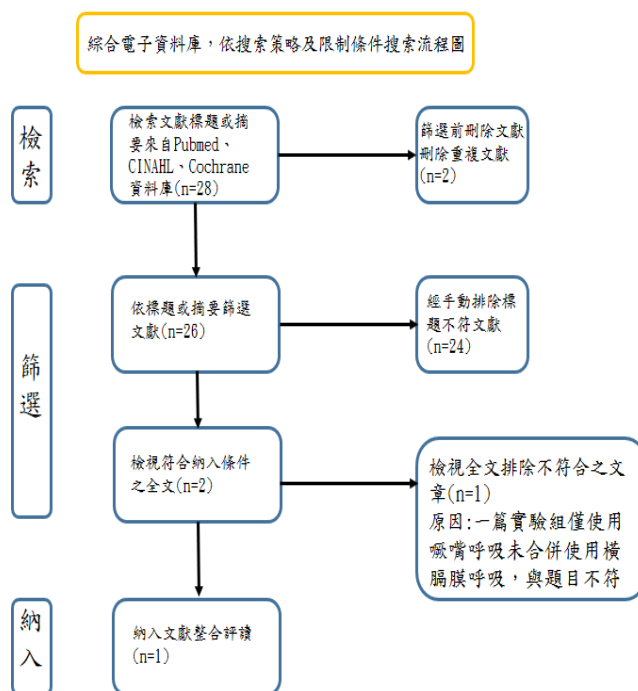 綜合電子資料庫，依搜索策略及限制條件搜索流程圖
檢
索
檢索文獻標題或摘
要來自Pubmed、
CINAHL、Cochrane
資料庫(n=28)
篩選前刪除文獻
刪除重複文獻
(n=2)
篩
選
依標題或摘要篩選
文獻(n=26)
經手動排除標
題不符文獻
(n=24)
檢視符合納入條件
之全文(n=2)
檢視全文排除不符合之文
章(n=1)
原因:一篇實驗組僅使用
噘嘴呼吸未合併使用橫
膈膜呼吸，與題目不符
納
入
納入文獻整合評讀
(n=1)